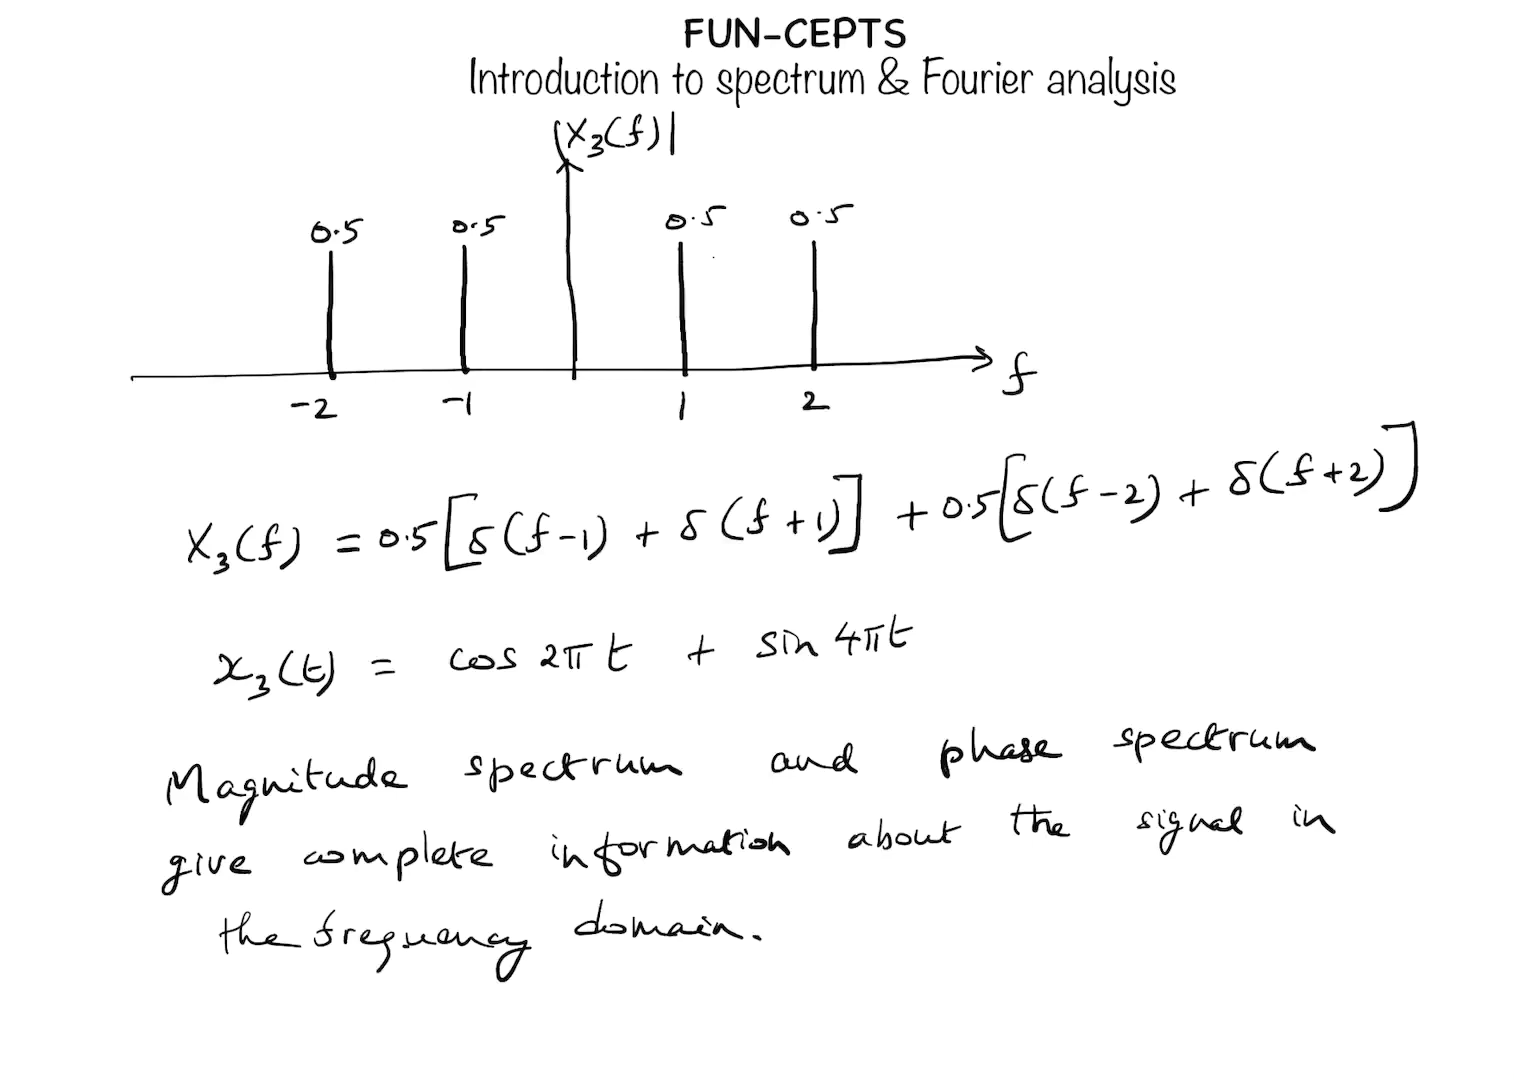 FUN-CEPTS
Introduction to spectrum & Fourier analysis
|X₃(f)|
0.5 0.5 0.5 0.5
-2 -1 1 2 f
X₃(f) = 0.5[δ(f-1) + δ(f+1)] + 0.5[δ(f-2) + δ(f+2)]
x₃(t) = cos 2πt + sin 4πt
Magnitude spectrum and phase spectrum
give complete information about the signal in
the frequency domain.